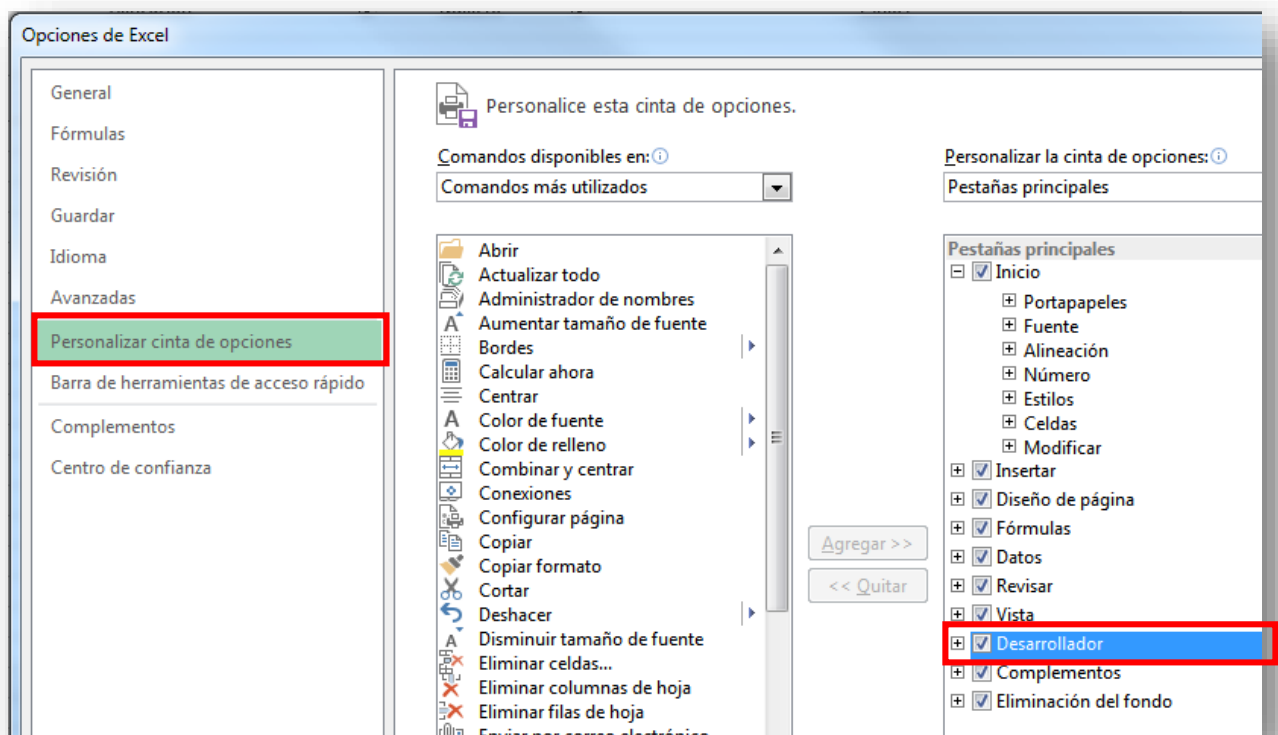 Opciones de Excel
General
Fórmulas
Revisión
Guardar
Idioma
Avanzadas
Personalizar cinta de opciones
Barra de herramientas de acceso rápido
Complementos
Centro de confianza
Personalice esta cinta de opciones.
Comandos disponibles en:
Comandos más utilizados
Abrir
Actualizar todo
Administrador de nombres
Aumentar tamaño de fuente
Bordes
Calcular ahora
Centrar
Color de fuente
Color de relleno
Combinar y centrar
Conexiones
Configurar página
Copiar
Copiar formato
Cortar
Deshacer
Disminuir tamaño de fuente
Eliminar celdas...
Eliminar columnas de hoja
Eliminar filas de hoja
Enviar por correo electrónico
Agregar >>
<< Quitar
Personalizar la cinta de opciones:
Pestañas principales
Pestañas principales
Inicio
Portapapeles
Fuente
Alineación
Número
Estilos
Celdas
Modificar
Insertar
Diseño de página
Fórmulas
Datos
Revisar
Vista
Desarrollador
Complementos
Eliminación del fondo